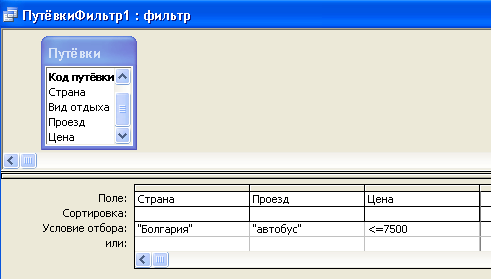 ПутёвкиФильтр1 : фильтр
Путёвки
Код путёвки
Страна
Вид отдыха
Проезд
Цена
Поле: Страна Проезд Цена
Сортировка:
Условие отбора: "Болгария" "автобус" <=7500
или: